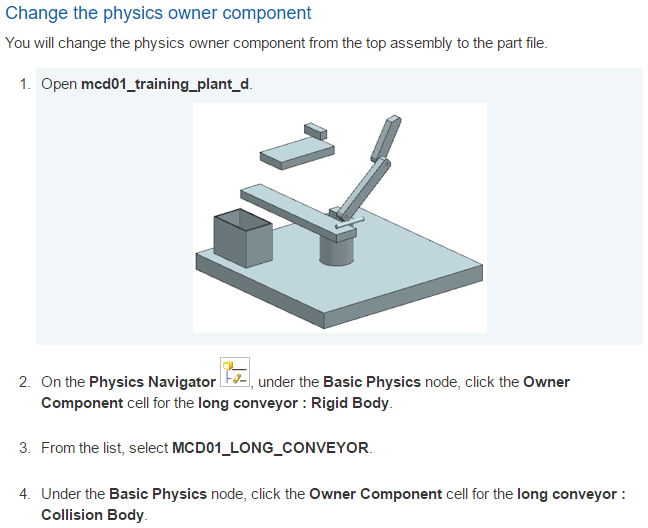 Change the physics owner component
You will change the physics owner component from the top assembly to the part file.
1. Open mcd01_training_plant_d.
2. On the Physics Navigator , under the Basic Physics node, click the Owner
Component cell for the long conveyor : Rigid Body.
3. From the list, select MCD01_LONG_CONVEYOR.
4. Under the Basic Physics node, click the Owner Component cell for the long conveyor :
Collision Body.